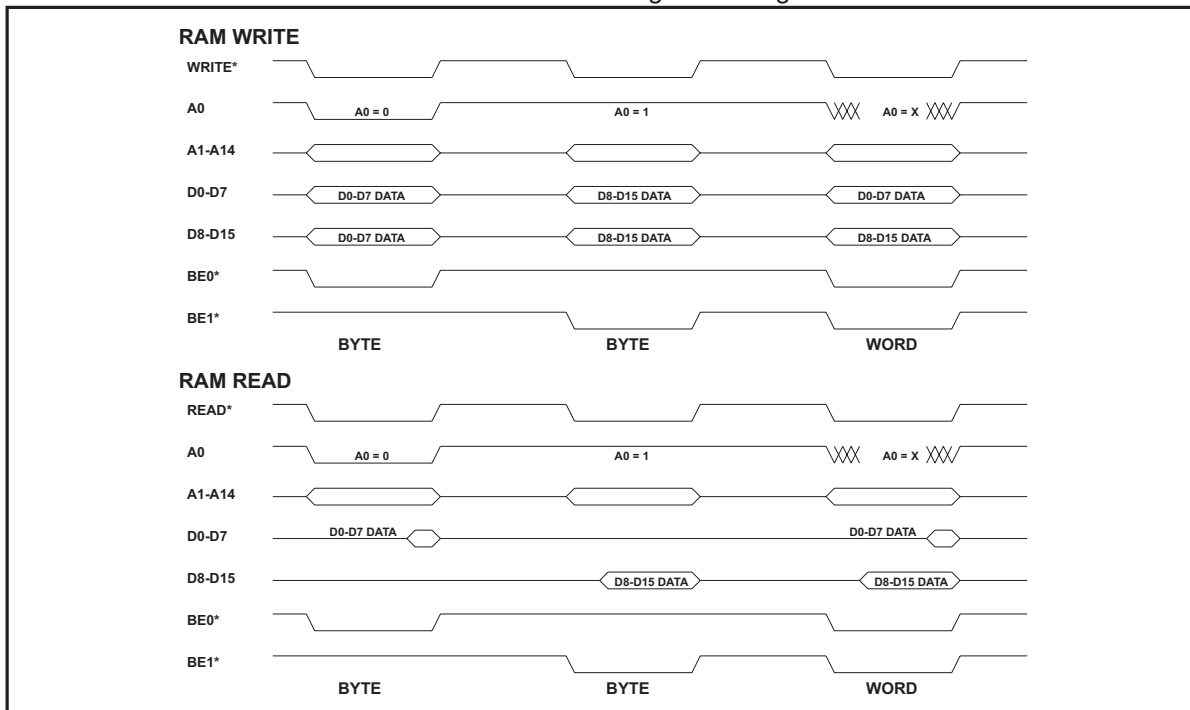 RAM WRITE
WRITE*
A0 A0 = 0 A0 = 1 A0 = X
A1-A14
D0-D7 D0-D7 DATA D8-D15 DATA D0-D7 DATA
D8-D15 D0-D7 DATA D8-D15 DATA D8-D15 DATA
BE0*
BE1*
BYTE BYTE WORD
RAM READ
READ*
A0 A0 = 0 A0 = 1 A0 = X
A1-A14
D0-D7 D0-D7 DATA D0-D7 DATA
D8-D15 D8-D15 DATA D8-D15 DATA
BE0*
BE1*
BYTE BYTE WORD